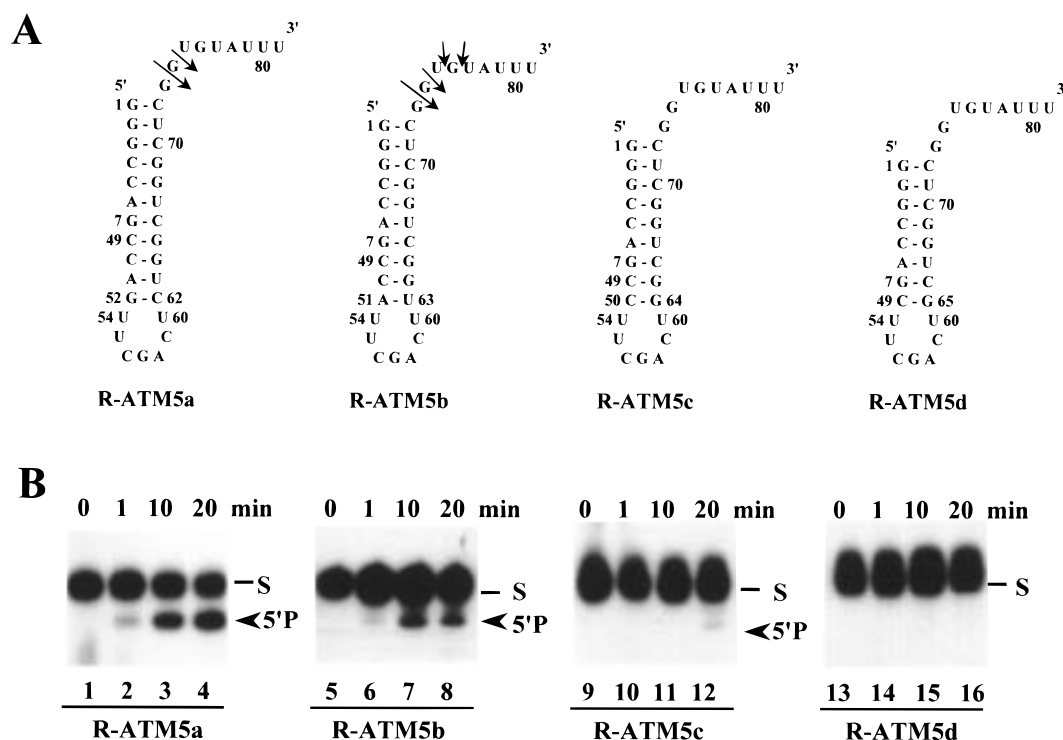 A
3'
U G U A U U U
80
G
G
5'
1 G - C
G - U
G - C 70
C - G
C - G
A - U
7 G - C
49 C - G
C - G
A - U
52 G - C 62
54 U U 60
U C
C G A
R-ATM5a
3'
U G U A U U U
80
G
G
5'
1 G - C
G - U
G - C 70
C - G
C - G
A - U
7 G - C
49 C - G
C - G
51 A - U 63
54 U U 60
U C
C G A
R-ATM5b
3'
U G U A U U U
80
G
G
5'
1 G - C
G - U
G - C 70
C - G
C - G
A - U
7 G - C
49 C - G
50 C - G 64
54 U U 60
U C
C G A
R-ATM5c
3'
U G U A U U U
80
G
G
5'
1 G - C
G - U
G - C 70
C - G
C - G
A - U
7 G - C
49 C - G 65
54 U U 60
U C
C G A
R-ATM5d
B
0 1 10 20 min
S
5'P
1 2 3 4
R-ATM5a
0 1 10 20 min
S
5'P
5 6 7 8
R-ATM5b
0 1 10 20 min
S
5'P
9 10 11 12
R-ATM5c
0 1 10 20 min
S
13 14 15 16
R-ATM5d